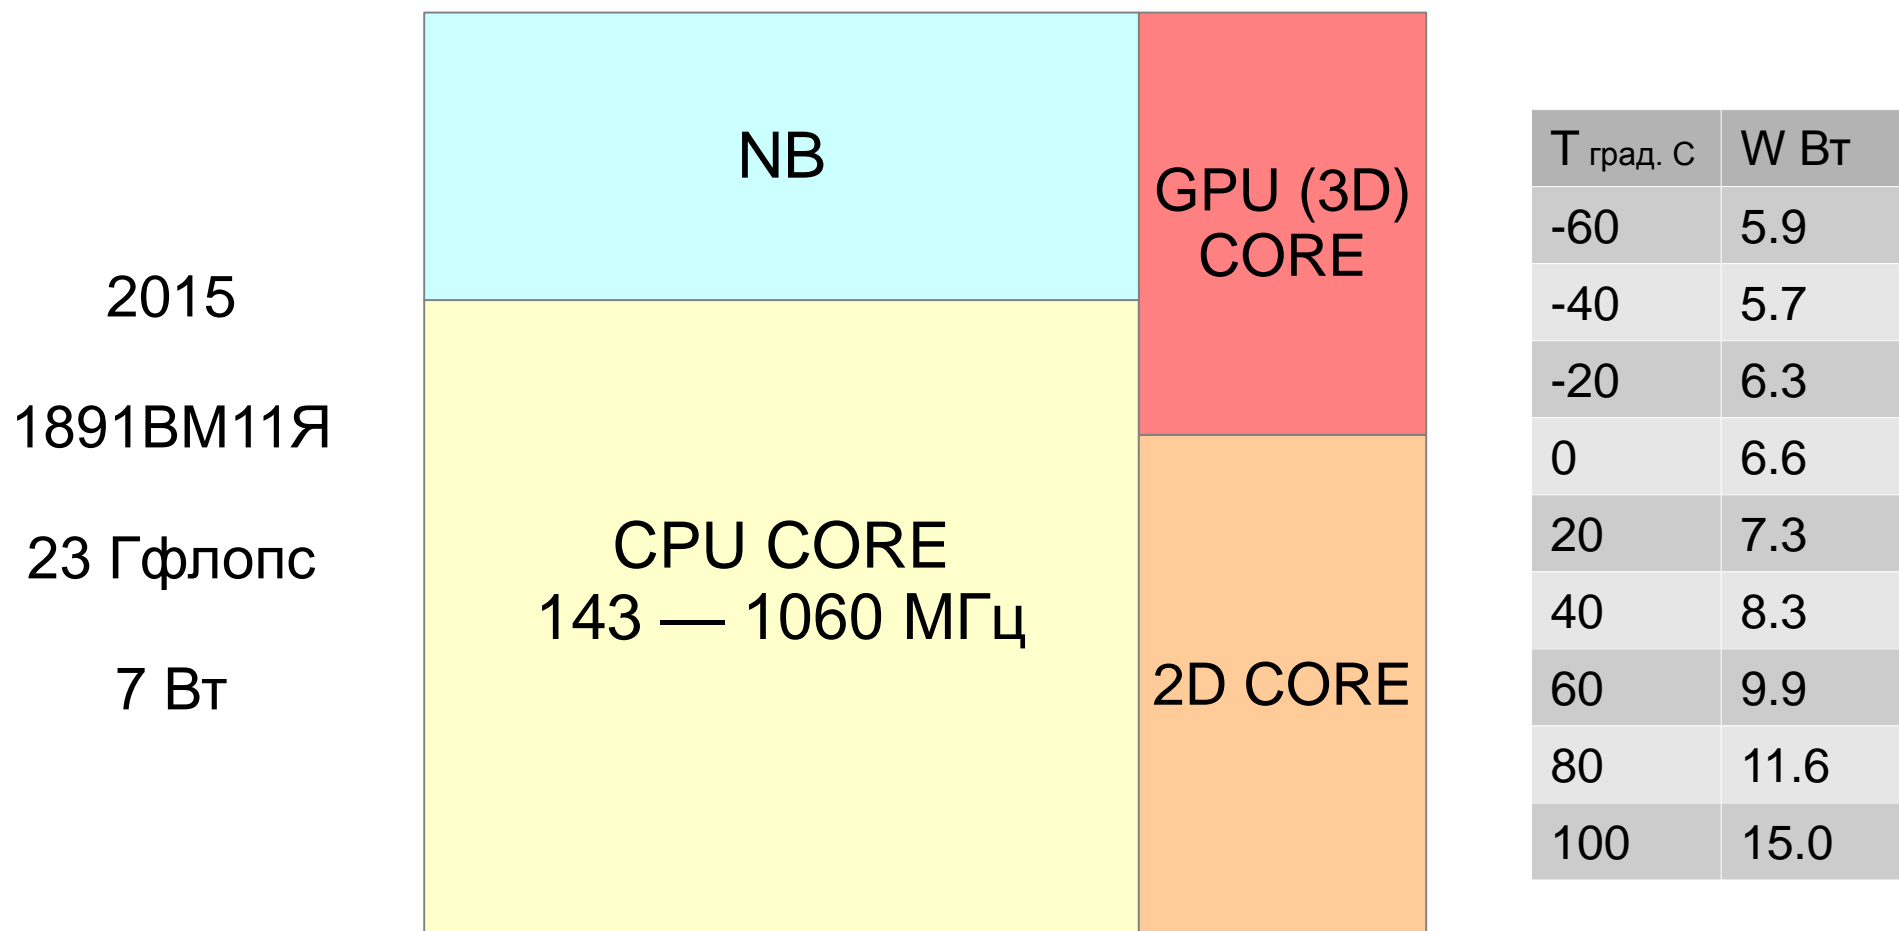 2015
1891ВМ11Я
23 Гфлопс
7 Вт
NB
GPU (3D)
CORE
CPU CORE
143 — 1060 МГц
2D CORE
T град. С W Вт
-60 5.9
-40 5.7
-20 6.3
0 6.6
20 7.3
40 8.3
60 9.9
80 11.6
100 15.0